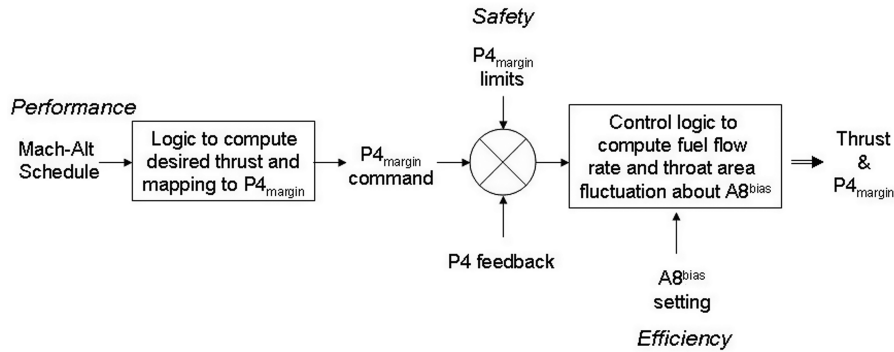 Safety
P4margin
limits
Performance
Mach-Alt
Schedule
Logic to compute
desired thrust and
mapping to P4margin
P4margin
command
Control logic to
compute fuel flow
rate and throat area
fluctuation about A8bias
Thrust
&
P4margin
P4 feedback
A8bias
setting
Efficiency